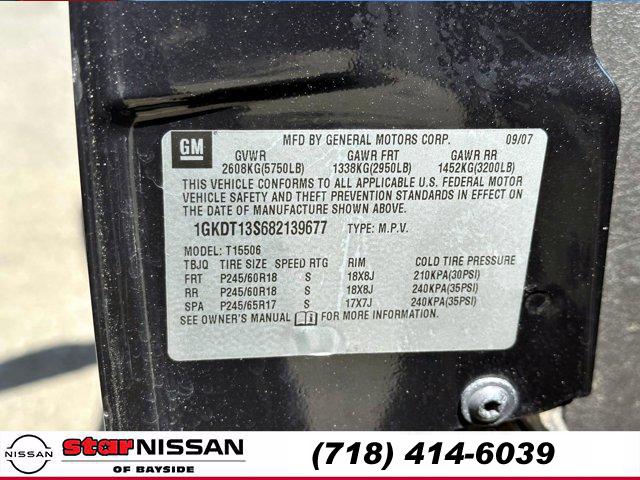 GM
MFD BY GENERAL MOTORS CORP. 09/07
GVWR GAWR FRT GAWR RR
2608KG(5750LB) 1338KG(2950LB) 1452KG(3200LB)
THIS VEHICLE CONFORMS TO ALL APPLICABLE U.S. FEDERAL MOTOR
VEHICLE SAFETY AND THEFT PREVENTION STANDARDS IN EFFECT ON
THE DATE OF MANUFACTURE SHOWN ABOVE.
1GKDT13S682139677 TYPE: M.P.V.
MODEL: T15506
TBJQ TIRE SIZE SPEED RTG RIM COLD TIRE PRESSURE
FRT P245/60R18 S 18X8J 210KPA(30PSI)
RR P245/60R18 S 18X8J 240KPA(35PSI)
SPA P245/65R17 S 17X7J 240KPA(35PSI)
SEE OWNER'S MANUAL FOR MORE INFORMATION.
NISSAN
star NISSAN
OF BAYSIDE
(718) 414-6039